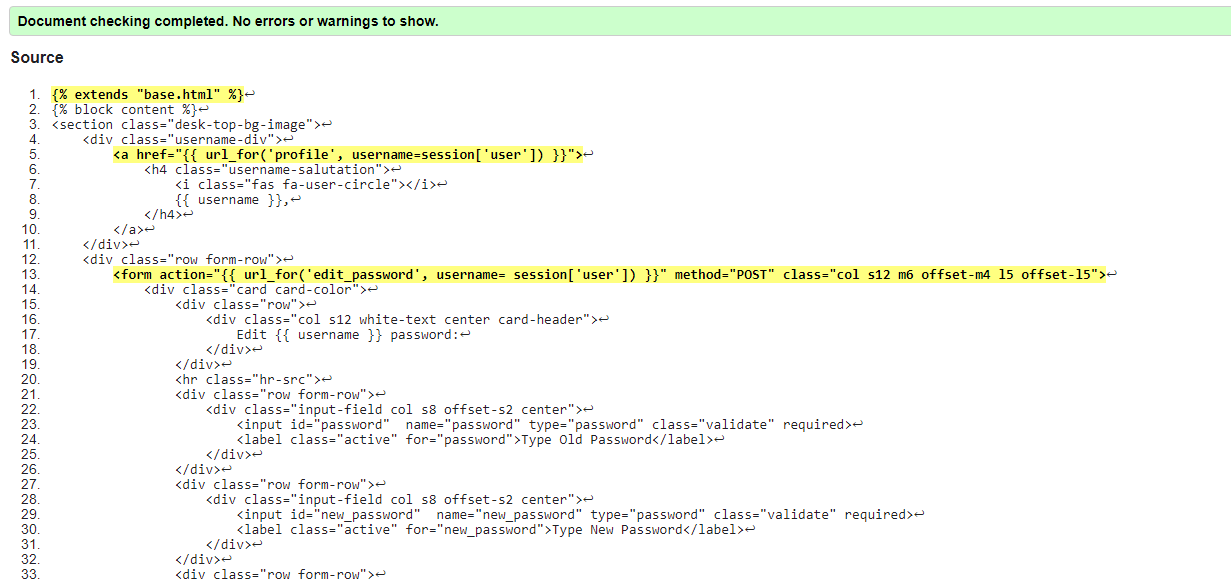 Document checking completed. No errors or warnings to show.
Source
1. {% extends "base.html" %}↩
2. {% block content %}↩
3. <section class="desk-top-bg-image">↩
4. <div class="username-div">↩
5. <a href="{{ url_for('profile', username=session['user']) }}">↩
6. <h4 class="username-salutation">↩
7. <i class="fas fa-user-circle"></i>↩
8. {{ username }},↩
9. </h4>↩
10. </a>↩
11. </div>↩
12. <div class="row form-row">↩
13. <form action="{{ url_for('edit_password', username= session['user']) }}" method="POST" class="col s12 m6 offset-m4 l5 offset-l5">↩
14. <div class="card card-color">↩
15. <div class="row">↩
16. <div class="col s12 white-text center card-header">↩
17. Edit {{ username }} password:↩
18. </div>↩
19. </div>↩
20. <hr class="hr-src">↩
21. <div class="row form-row">↩
22. <div class="input-field col s8 offset-s2 center">↩
23. <input id="password"  name="password" type="password" class="validate" required>↩
24. <label class="active" for="password">Type Old Password</label>↩
25. </div>↩
26. </div>↩
27. <div class="row form-row">↩
28. <div class="input-field col s8 offset-s2 center">↩
29. <input id="new_password"  name="new_password" type="password" class="validate" required>↩
30. <label class="active" for="new_password">Type New Password</label>↩
31. </div>↩
32. </div>↩
33. <div class="row form-row">↩